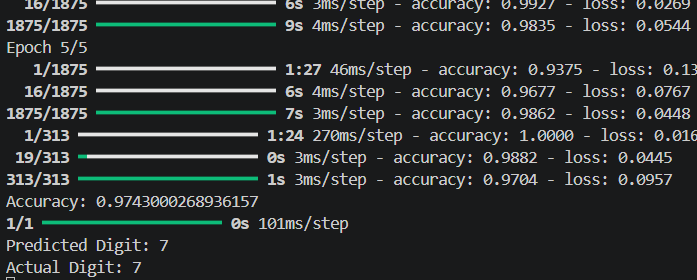 16/1875 6s 3ms/step - accuracy: 0.9927 - loss: 0.0269
1875/1875 9s 4ms/step - accuracy: 0.9835 - loss: 0.0544
Epoch 5/5
1/1875 1:27 46ms/step - accuracy: 0.9375 - loss: 0.13
16/1875 6s 4ms/step - accuracy: 0.9677 - loss: 0.0767
1875/1875 7s 3ms/step - accuracy: 0.9862 - loss: 0.0448
1/313 1:24 270ms/step - accuracy: 1.0000 - loss: 0.016
19/313 0s 3ms/step - accuracy: 0.9882 - loss: 0.0445
313/313 1s 3ms/step - accuracy: 0.9704 - loss: 0.0957
Accuracy: 0.9743000268936157
1/1 0s 101ms/step
Predicted Digit: 7
Actual Digit: 7